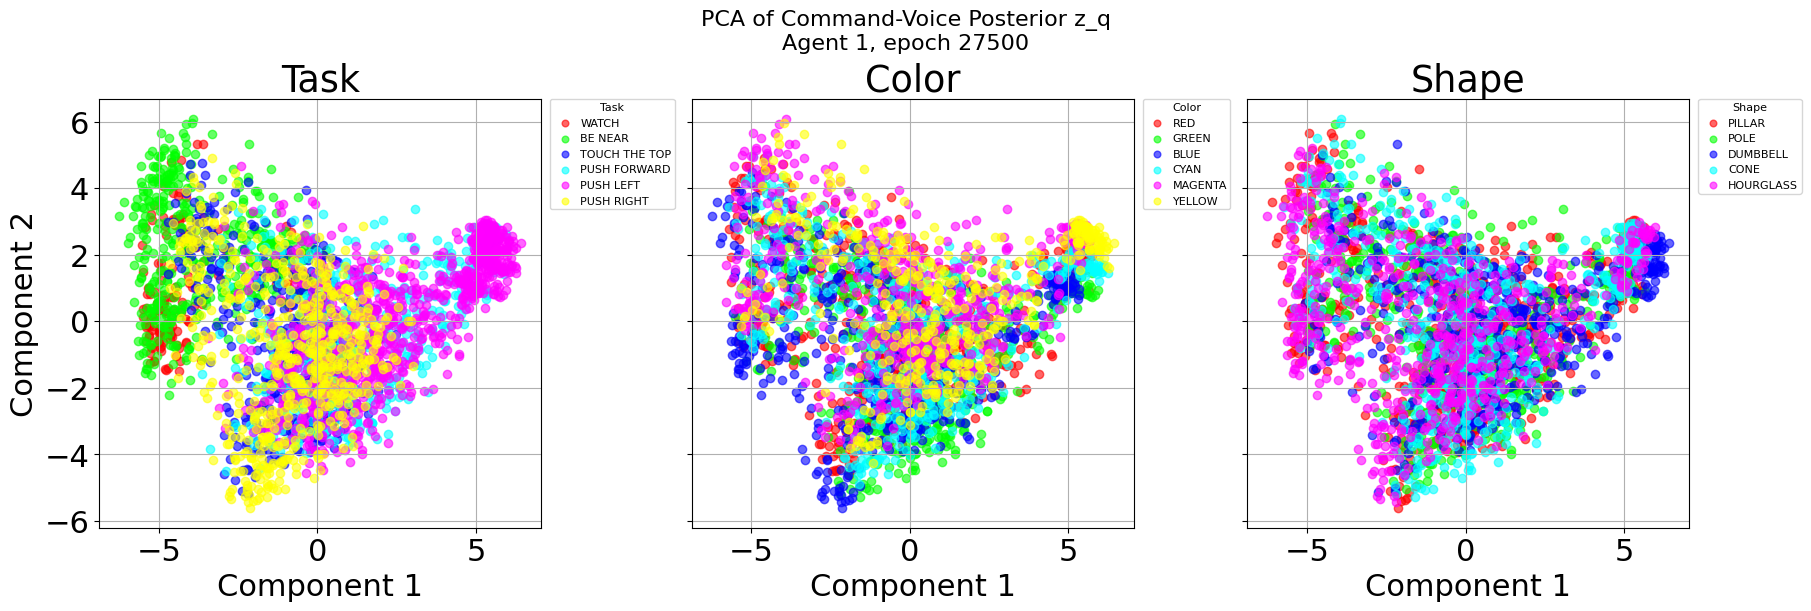 PCA of Command-Voice Posterior z_q
Agent 1, epoch 27500
Task
Component 2
6
4
2
0
−2
−4
−6
−5 0 5
Component 1
Task
WATCH
BE NEAR
TOUCH THE TOP
PUSH FORWARD
PUSH LEFT
PUSH RIGHT
Color
−5 0 5
Component 1
Color
RED
GREEN
BLUE
CYAN
MAGENTA
YELLOW
Shape
−5 0 5
Component 1
Shape
PILLAR
POLE
DUMBBELL
CONE
HOURGLASS